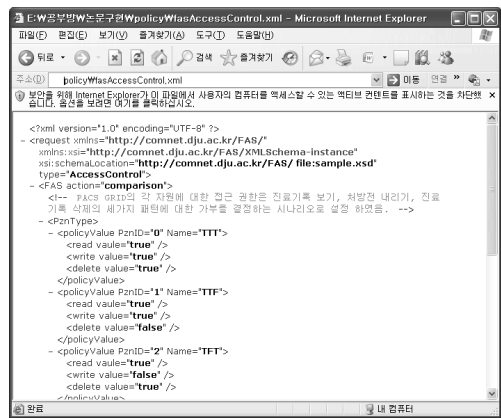 E:￦공부방￦논문구현￦policy￦fasAccessControl.xml - Microsoft Internet Explorer
파일(F) 편집(E) 보기(V) 즐겨찾기(A) 도구(T) 도움말(H)
뒤로 검색 즐겨찾기
주소(D) policy￦fasAccessControl.xml 이동 연결 »
보안을 위해 Internet Explorer가 이 파일에서 사용자의 컴퓨터를 액세스할 수 있는 액티브 컨텐트를 표시하는 것을 차단했
습니다. 옵션을 보려면 여기를 클릭하십시오.
<?xml version="1.0" encoding="UTF-8" ?>
- <request xmlns="http://comnet.dju.ac.kr/FAS/"
xmlns:xsi="http://comnet.dju.ac.kr/FAS/XMLSchema-instance"
xsi:schemaLocation="http://comnet.dju.ac.kr/FAS/ file:sample.xsd"
type="AccessControl">
- <FAS action="comparison">
<!-- PACS GRID의 각 자원에 대한 접근 권한은 진료기록 보기, 처방전 내리기, 진료
기록 삭제의 세가지 패턴에 대한 가부를 결정하는 시나리오로 설정 하였음. -->
- <PznType>
- <policyValue PznID="0" Name="TTT">
<read vaule="true" />
<write value="true" />
<delete value="true" />
</policyValue>
- <policyValue PznID="1" Name="TTF">
<read vaule="true" />
<write value="true" />
<delete value="false" />
</policyValue>
- <policyValue PznID="2" Name="TFT">
<read vaule="true" />
<write value="false" />
<delete value="true" />
</policyValue>
완료 내 컴퓨터